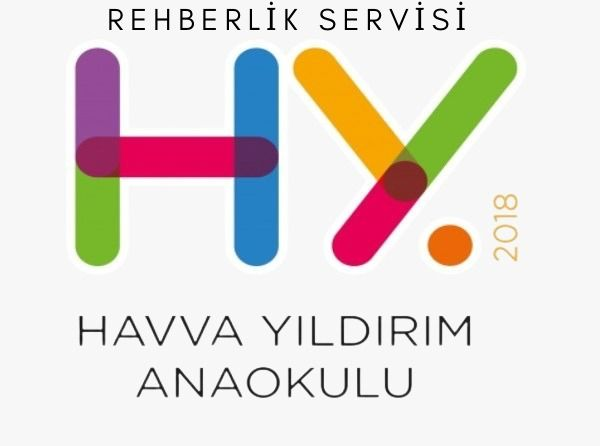 REHBERLİK SERVİSİ
HY.
2018
HAVVA YILDIRIM
ANAOKULU